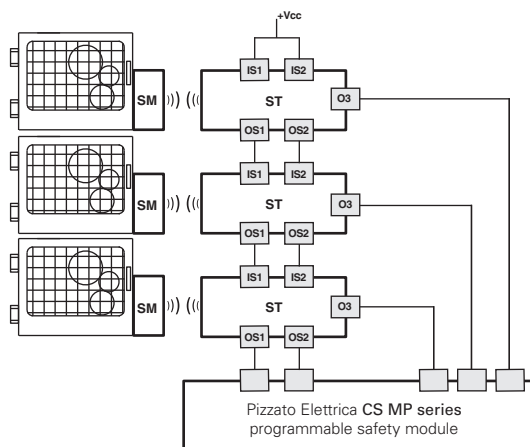 +Vcc
IS1 IS2
SM ST O3
OS1 OS2
IS1 IS2
SM ST O3
OS1 OS2
IS1 IS2
SM ST O3
OS1 OS2
Pizzato Elettrica CS MP series
programmable safety module